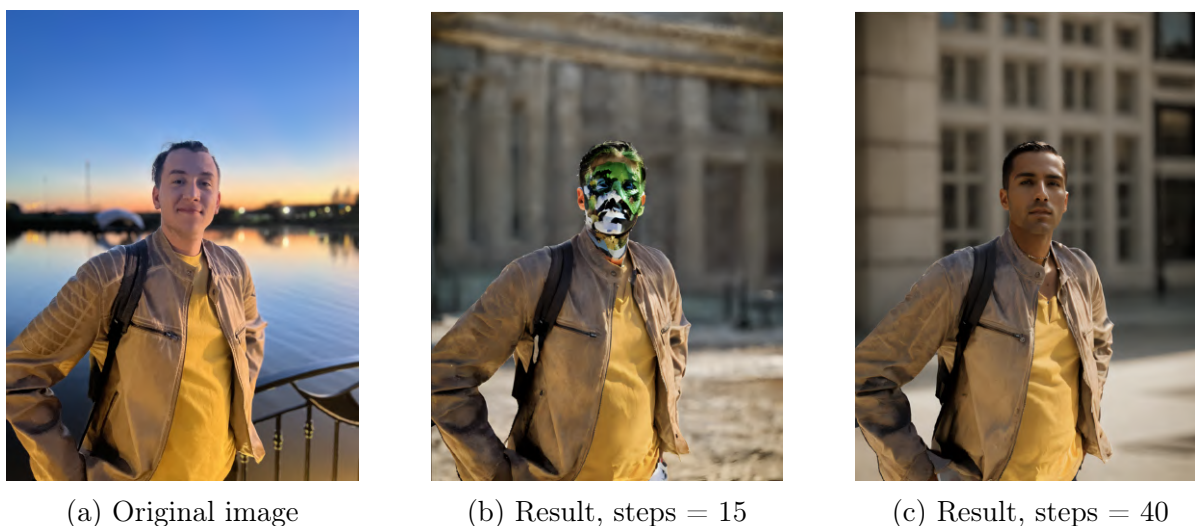 (a) Original image
(b) Result, steps = 15
(c) Result, steps = 40